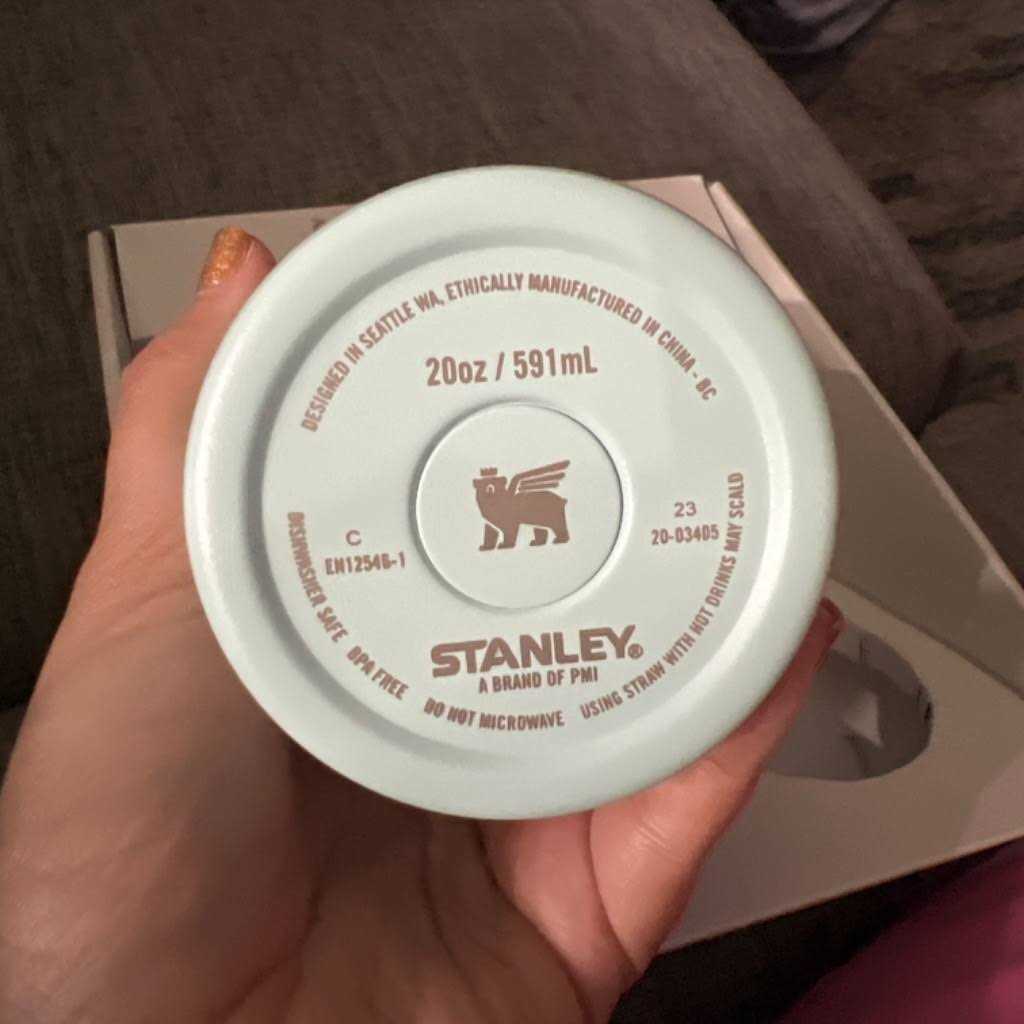 DESIGNED IN SEATTLE WA, ETHICALLY MANUFACTURED IN CHINA - BC
20oz / 591mL
C
EN12546-1
23
20-03405
STANLEY®
A BRAND OF PMI
DISHWASHER SAFE BPA FREE DO NOT MICROWAVE USING STRAW WITH HOT DRINKS MAY SCALD